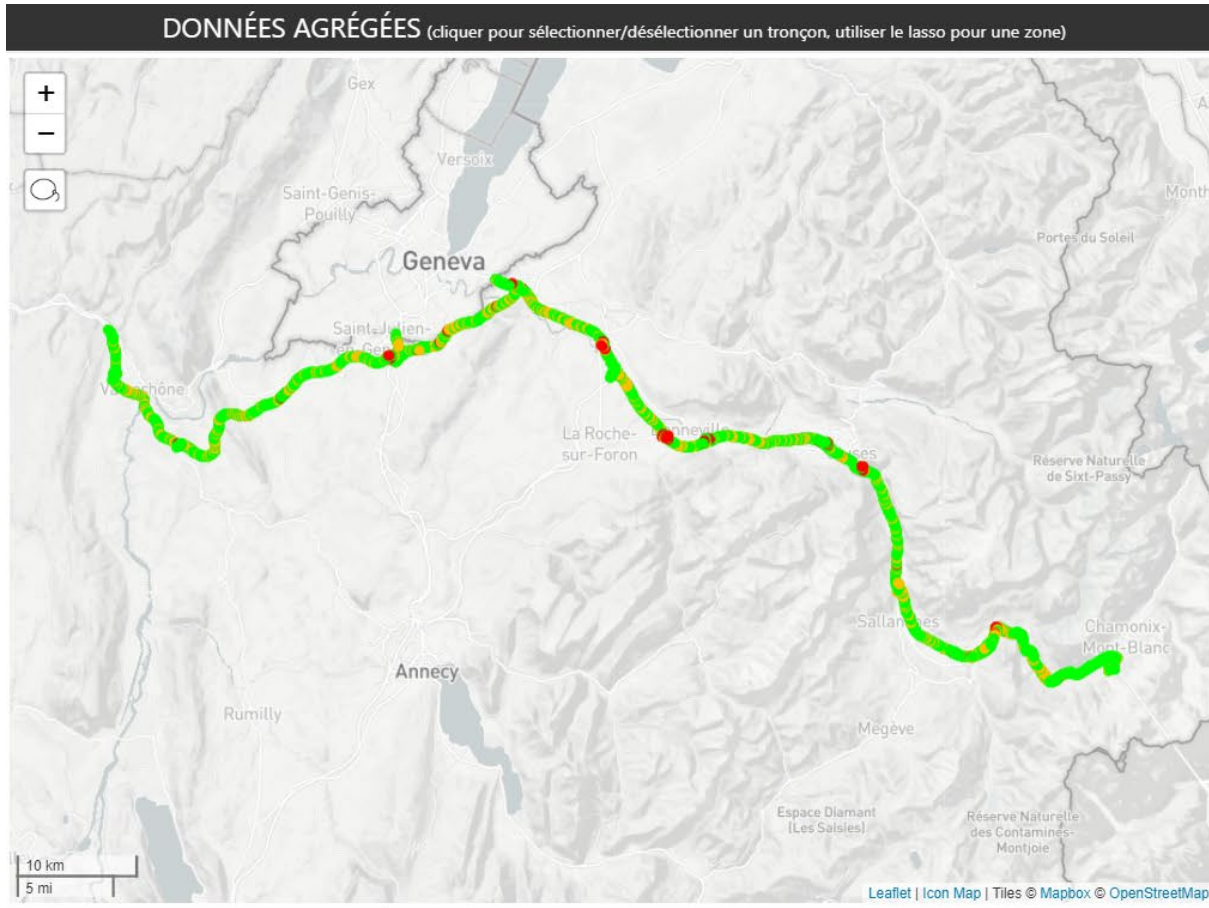 DONNÉES AGRÉGÉES (cliquer pour sélectionner/désélectionner un tronçon, utiliser le lasso pour une zone)
+
−
Gex
Versoix
Saint-Genis-
Pouilly
Month
Portes du Soleil
Geneva
Saint-Julien-
La Roche-
sur-Foron
Réserve Naturelle
de Sixt-Passy
Sallanches
Chamonix-
Mont-Blanc
Annecy
Rumilly
Megève
Espace Diamant
(Les Saisies)
Réserve Naturelle
des Contamines-
Montjoie
10 km
5 mi
Leaflet | Icon Map | Tiles © Mapbox © OpenStreetMap